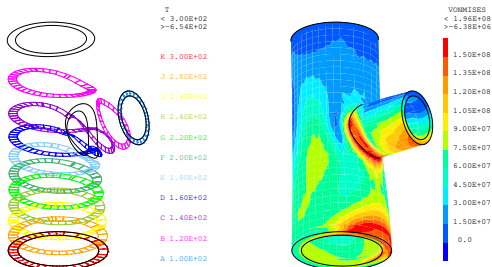 T
< 3.00E+02
>-6.54E+02
K 3.00E+02
J 2.80E+02
H 2.40E+02
G 2.20E+02
F 2.00E+02
E 1.80E+02
D 1.60E+02
C 1.40E+02
B 1.20E+02
A 1.00E+02
VONMISES
< 1.96E+08
>-6.38E+06
1.50E+08
1.35E+08
1.20E+08
1.05E+08
9.00E+07
7.50E+07
6.00E+07
4.50E+07
3.00E+07
1.50E+07
0.0